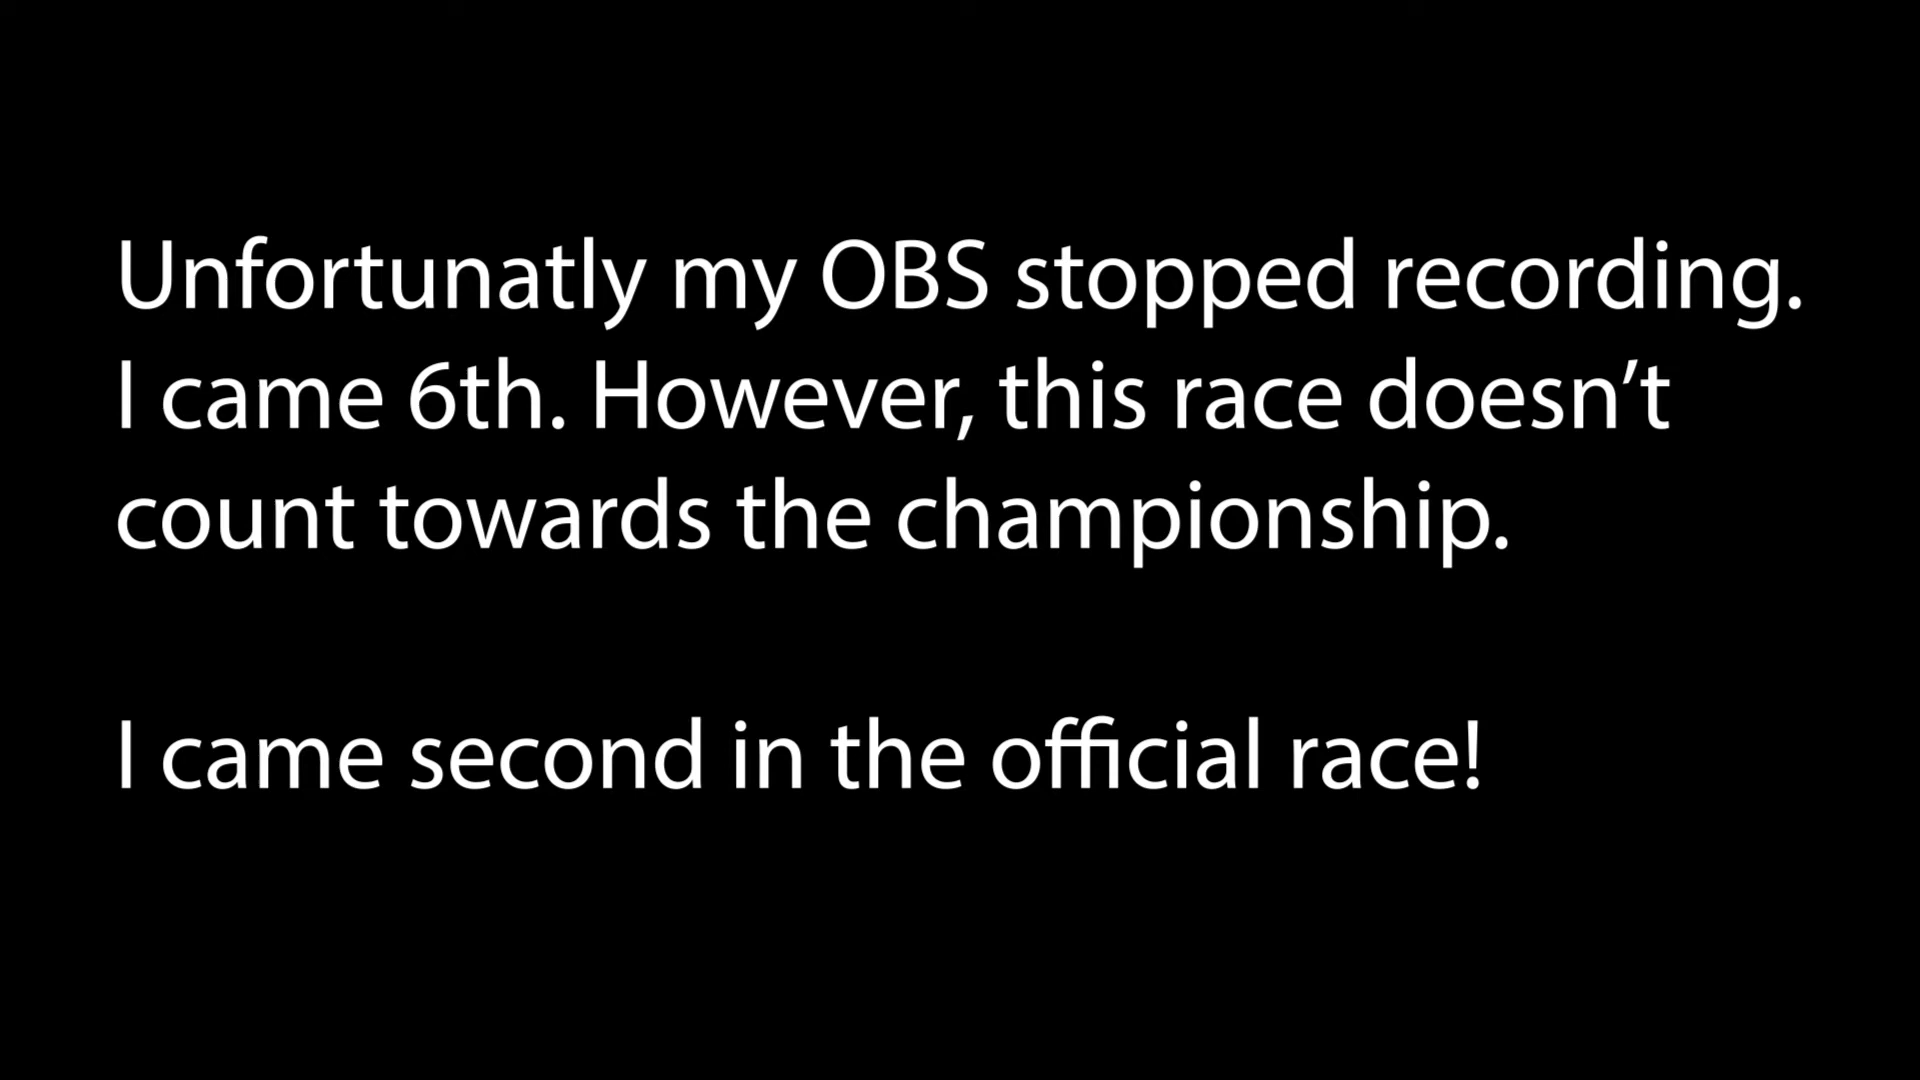 Unfortunatly my OBS stopped recording.
I came 6th. However, this race doesn’t
count towards the championship.
I came second in the official race!